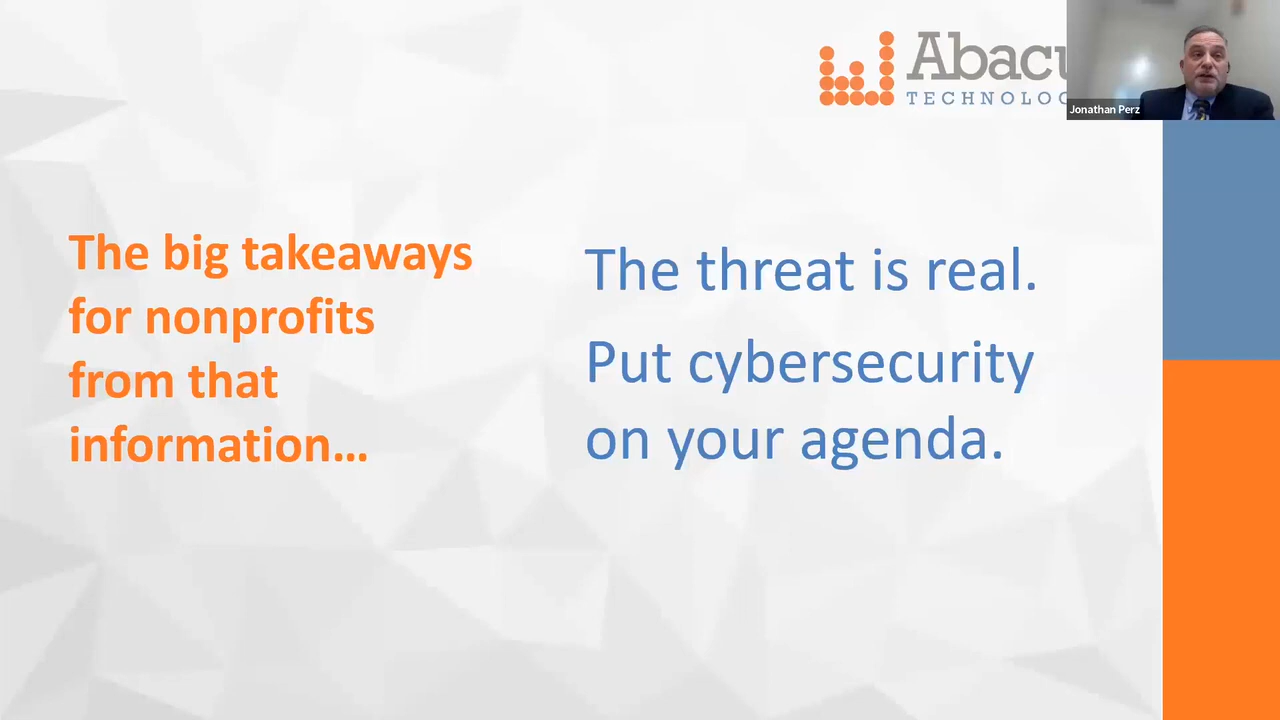 Abacu
TECHNOLO
Jonathan Perz
The big takeaways
for nonprofits
from that
information...
The threat is real.
Put cybersecurity
on your agenda.